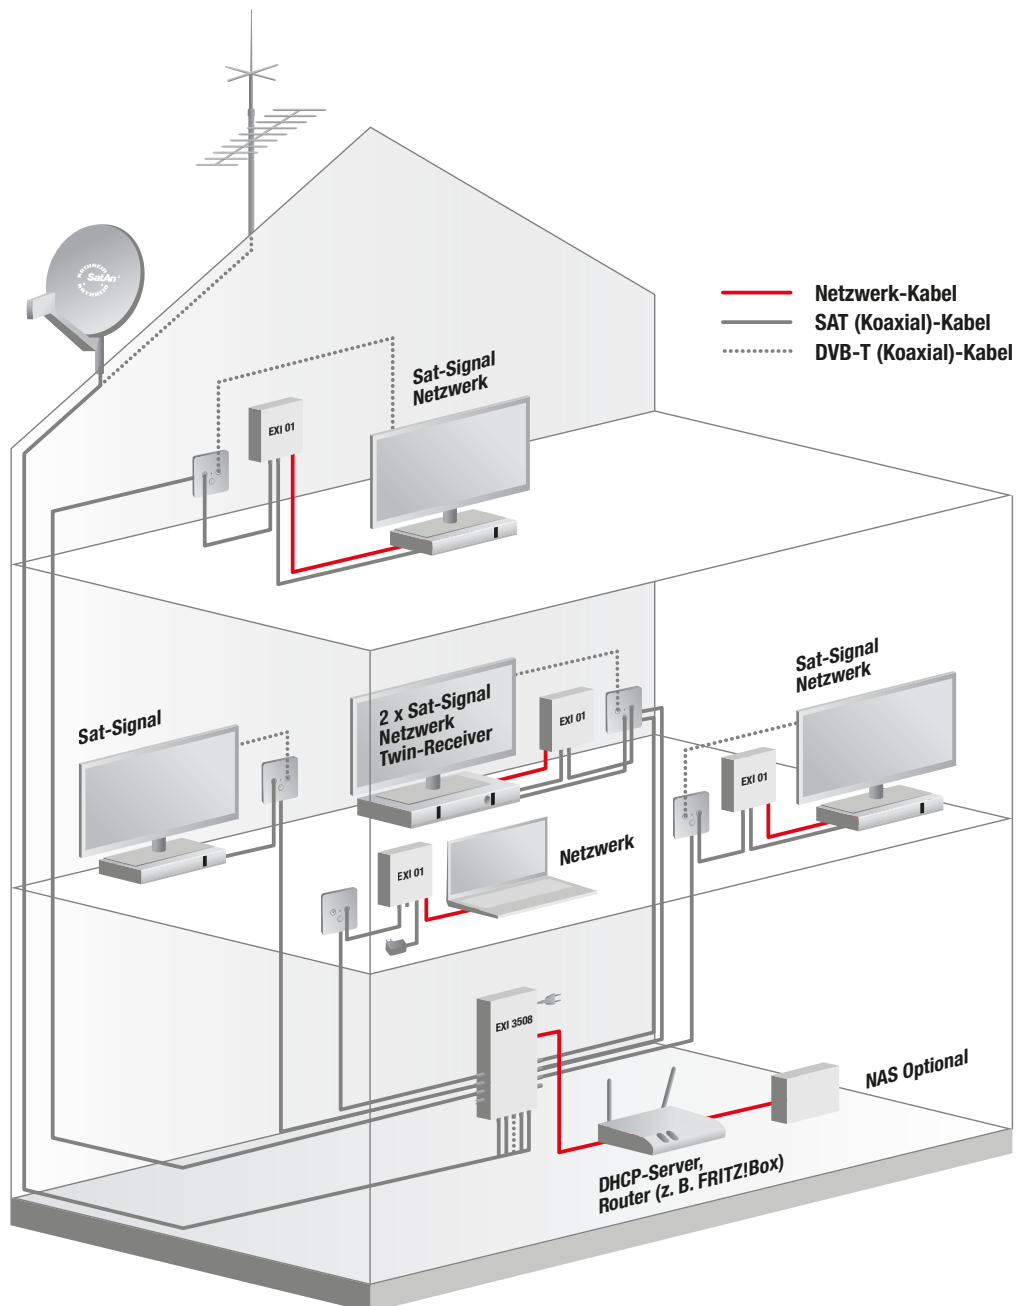 KATHREIN
SatAn
KATHREIN
Netzwerk-Kabel
SAT (Koaxial)-Kabel
DVB-T (Koaxial)-Kabel
Sat-Signal
Netzwerk
EXI 01
Sat-Signal
2 x Sat-Signal
Netzwerk
Twin-Receiver
EXI 01
Sat-Signal
Netzwerk
EXI 01
EXI 01
Netzwerk
EXI 3508
NAS Optional
DHCP-Server,
Router (z. B. FRITZ!Box)